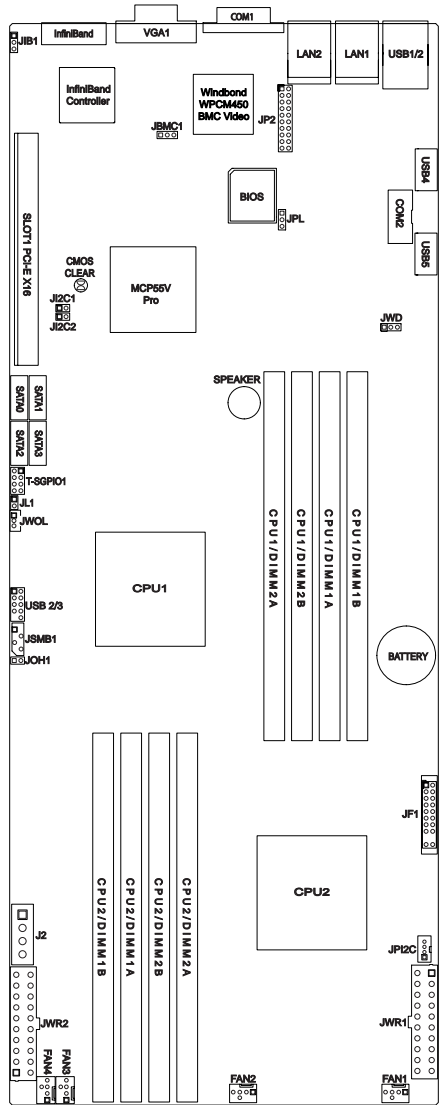 COM1
InfiniBand
VGA1
JIB1
LAN2
LAN1
USB1/2
InfiniBand
Controller
Windbond
WPCM450
BMC Video
JP2
JBMC1
USB4
BIOS
COM2
JPL
SLOT1 PCI-E X16
USB5
CMOS
CLEAR
MCP55V
Pro
JI2C1
JI2C2
JWD
SPEAKER
SATA0
SATA1
SATA2
SATA3
T-SGPIO1
JL1
JWOL
CPU1/DIMM2A
CPU1/DIMM2B
CPU1/DIMM1A
CPU1/DIMM1B
CPU1
USB 2/3
JSMB1
JOH1
BATTERY
JF1
CPU2/DIMM1B
CPU2/DIMM1A
CPU2/DIMM2B
CPU2/DIMM2A
CPU2
J2
JPI2C
JWR2
JWR1
FAN4
FAN3
FAN2
FAN1